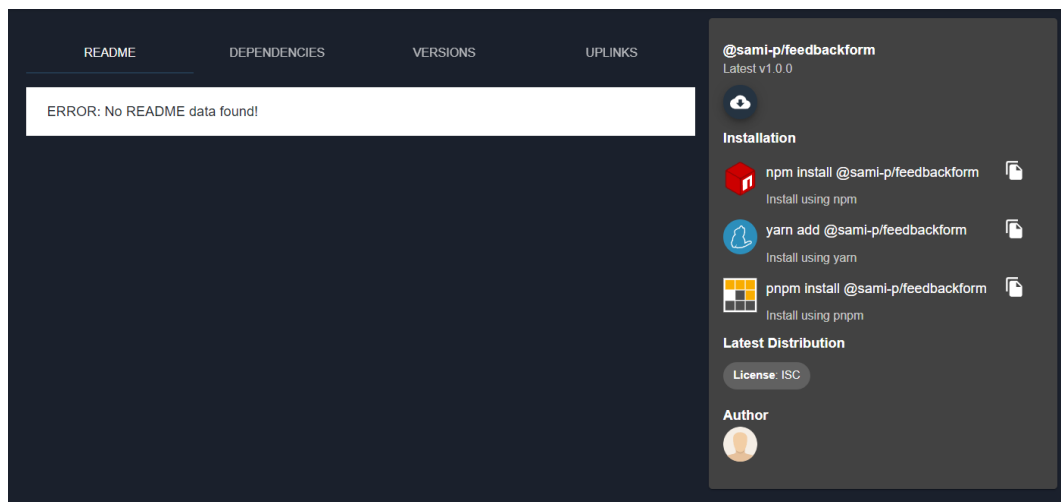 README DEPENDENCIES VERSIONS UPLINKS
ERROR: No README data found!
@sami-p/feedbackform
Latest v1.0.0
Installation
npm install @sami-p/feedbackform
Install using npm
yarn add @sami-p/feedbackform
Install using yarn
pnpm install @sami-p/feedbackform
Install using pnpm
Latest Distribution
License: ISC
Author